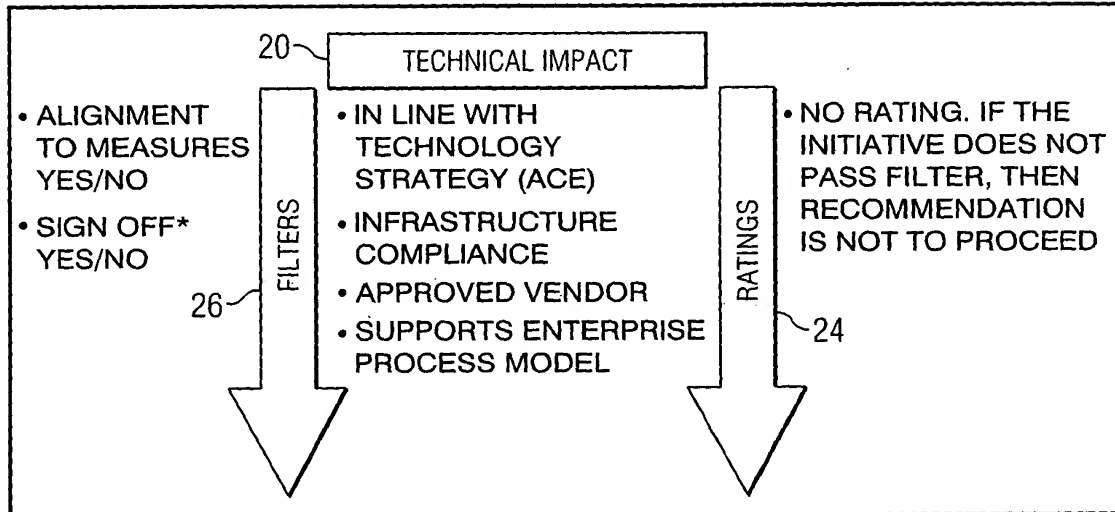 20
TECHNICAL IMPACT
• ALIGNMENT
TO MEASURES
YES/NO
• SIGN OFF*
YES/NO
26
FILTERS
• IN LINE WITH
TECHNOLOGY
STRATEGY (ACE)
• INFRASTRUCTURE
COMPLIANCE
• APPROVED VENDOR
• SUPPORTS ENTERPRISE
PROCESS MODEL
RATINGS
24
• NO RATING. IF THE
INITIATIVE DOES NOT
PASS FILTER, THEN
RECOMMENDATION
IS NOT TO PROCEED